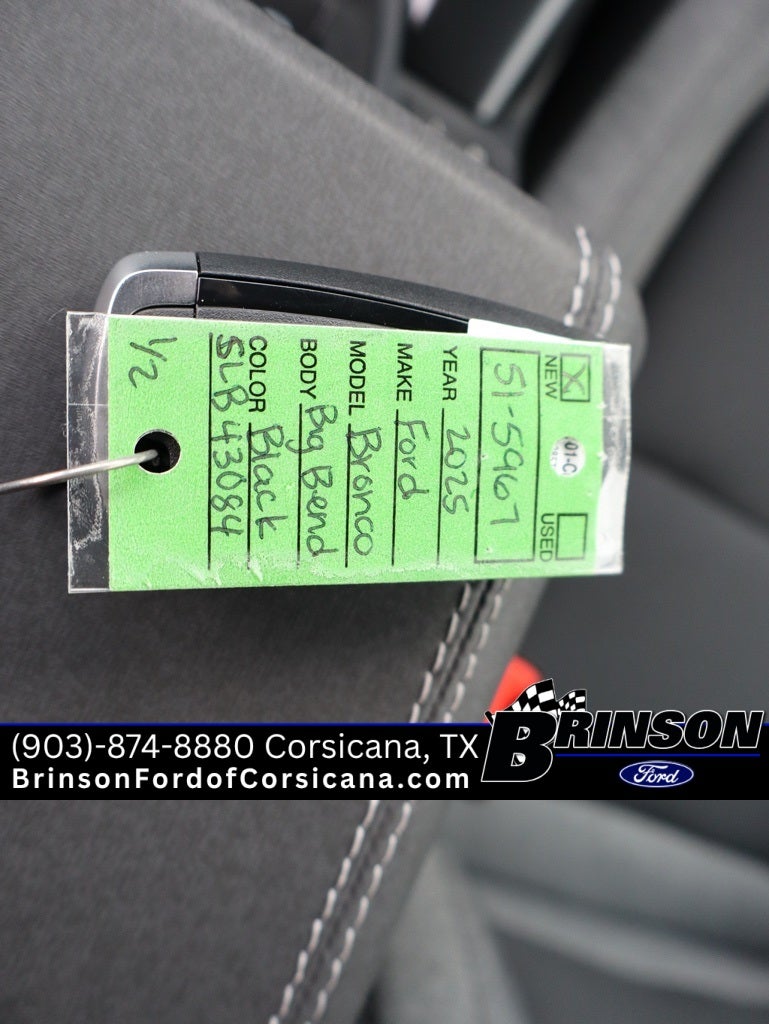 NEW X USED
51-5967
YEAR 2025
MAKE Ford
MODEL Bronco
BODY Big Bend
COLOR Black
SLB43084
1/2
(903)-874-8880 Corsicana, TX
BrinsonFordofCorsicana.com
BRINSON
Ford